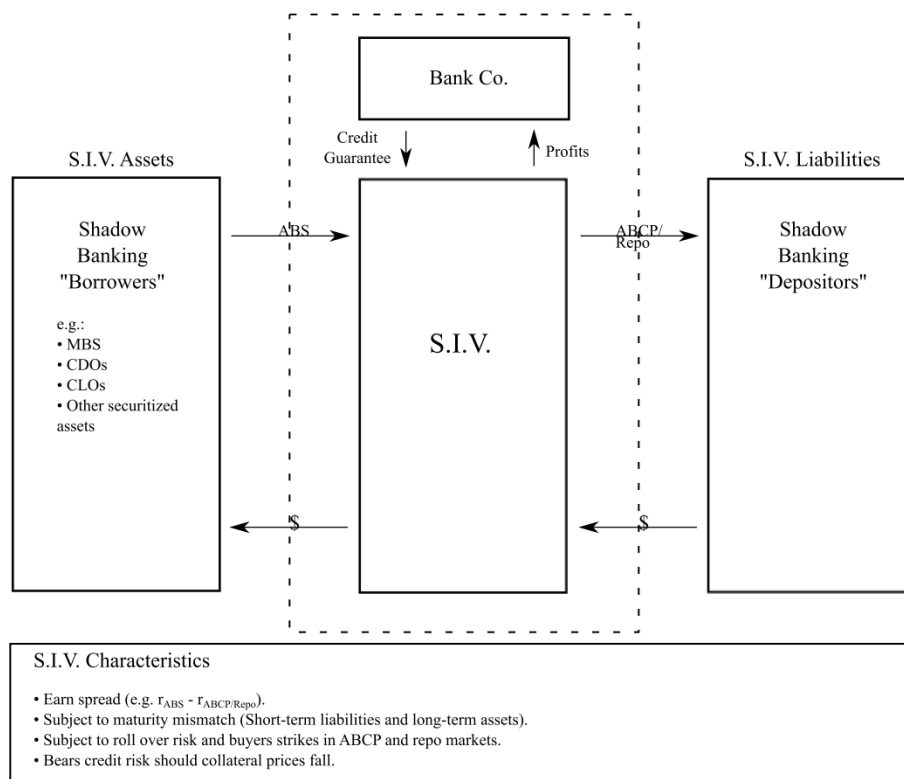 Bank Co.
Credit
Guarantee
Profits
S.I.V. Assets
S.I.V. Liabilities
Shadow
Banking
"Borrowers"
e.g.:
• MBS
• CDOs
• CLOs
• Other securitized
assets
ABS
S.I.V.
ABCP/
Repo
Shadow
Banking
"Depositors"
$
$
S.I.V. Characteristics
• Earn spread (e.g. rABS - rABCP/Repo).
• Subject to maturity mismatch (Short-term liabilities and long-term assets).
• Subject to roll over risk and buyers strikes in ABCP and repo markets.
• Bears credit risk should collateral prices fall.